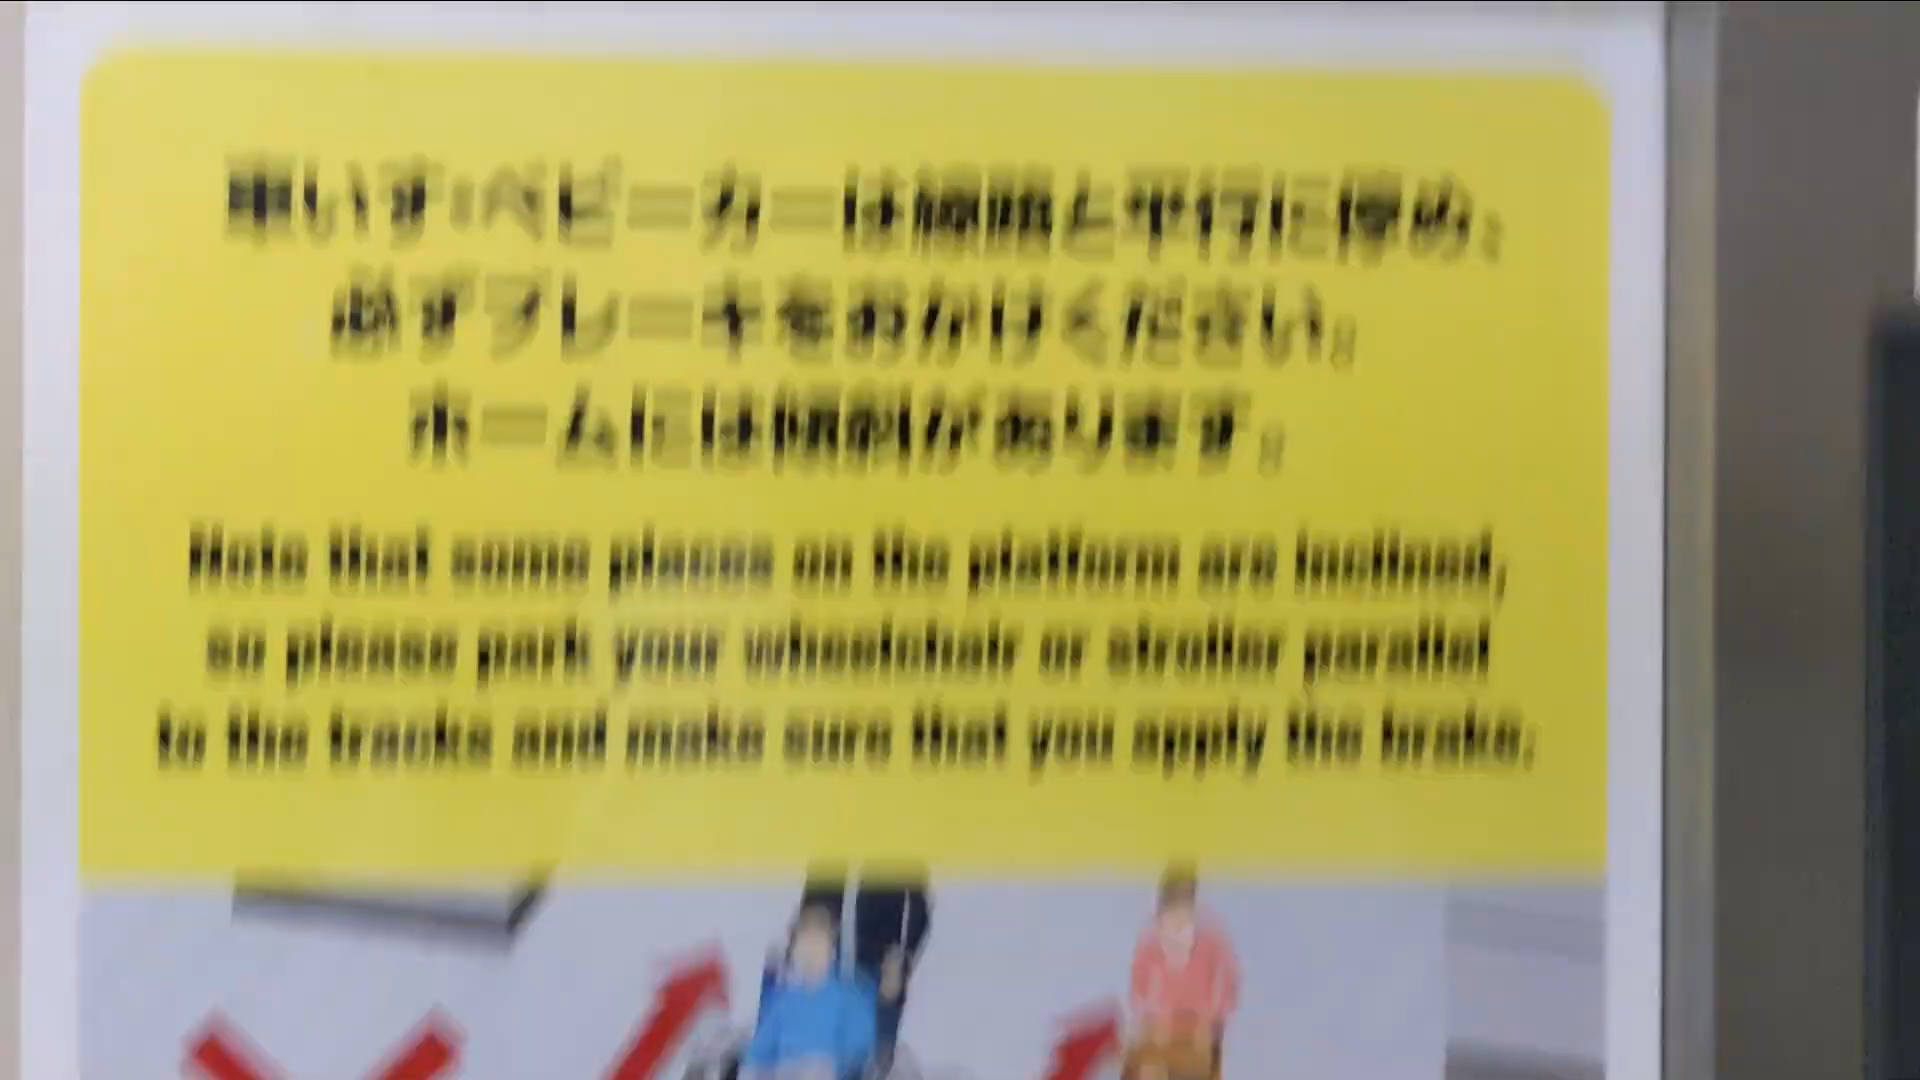 車いす・ベビーカーは線路と平行に停め、
必ずブレーキをおかけください。
ホームには傾斜があります。
Note that some places on the platform are inclined,
so please park your wheelchair or stroller parallel
to the tracks and make sure that you apply the brake.